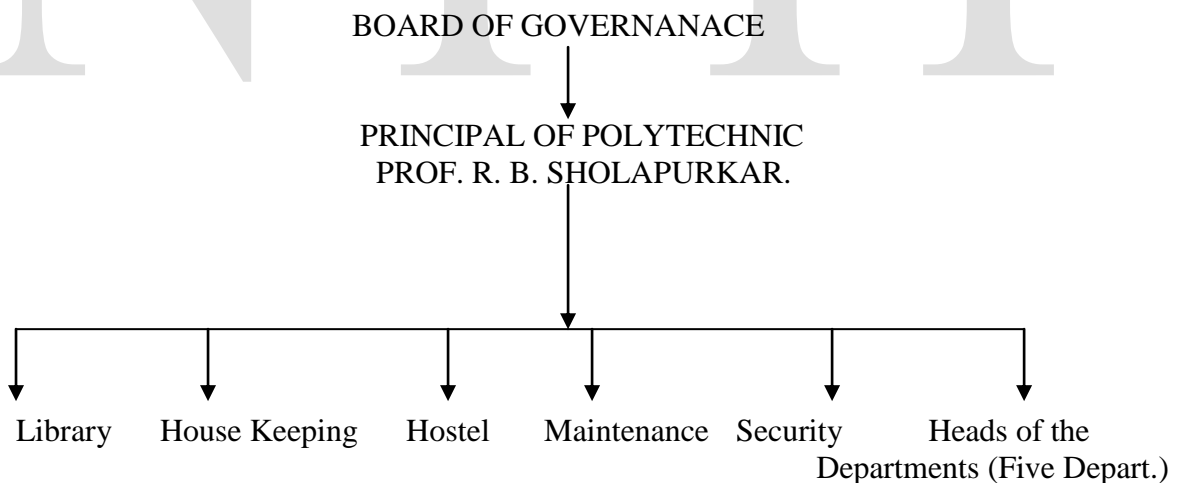 BOARD OF GOVERNANACE
PRINCIPAL OF POLYTECHNIC
PROF. R. B. SHOLAPURKAR.
Library House Keeping Hostel Maintenance Security Heads of the
Departments (Five Depart.)